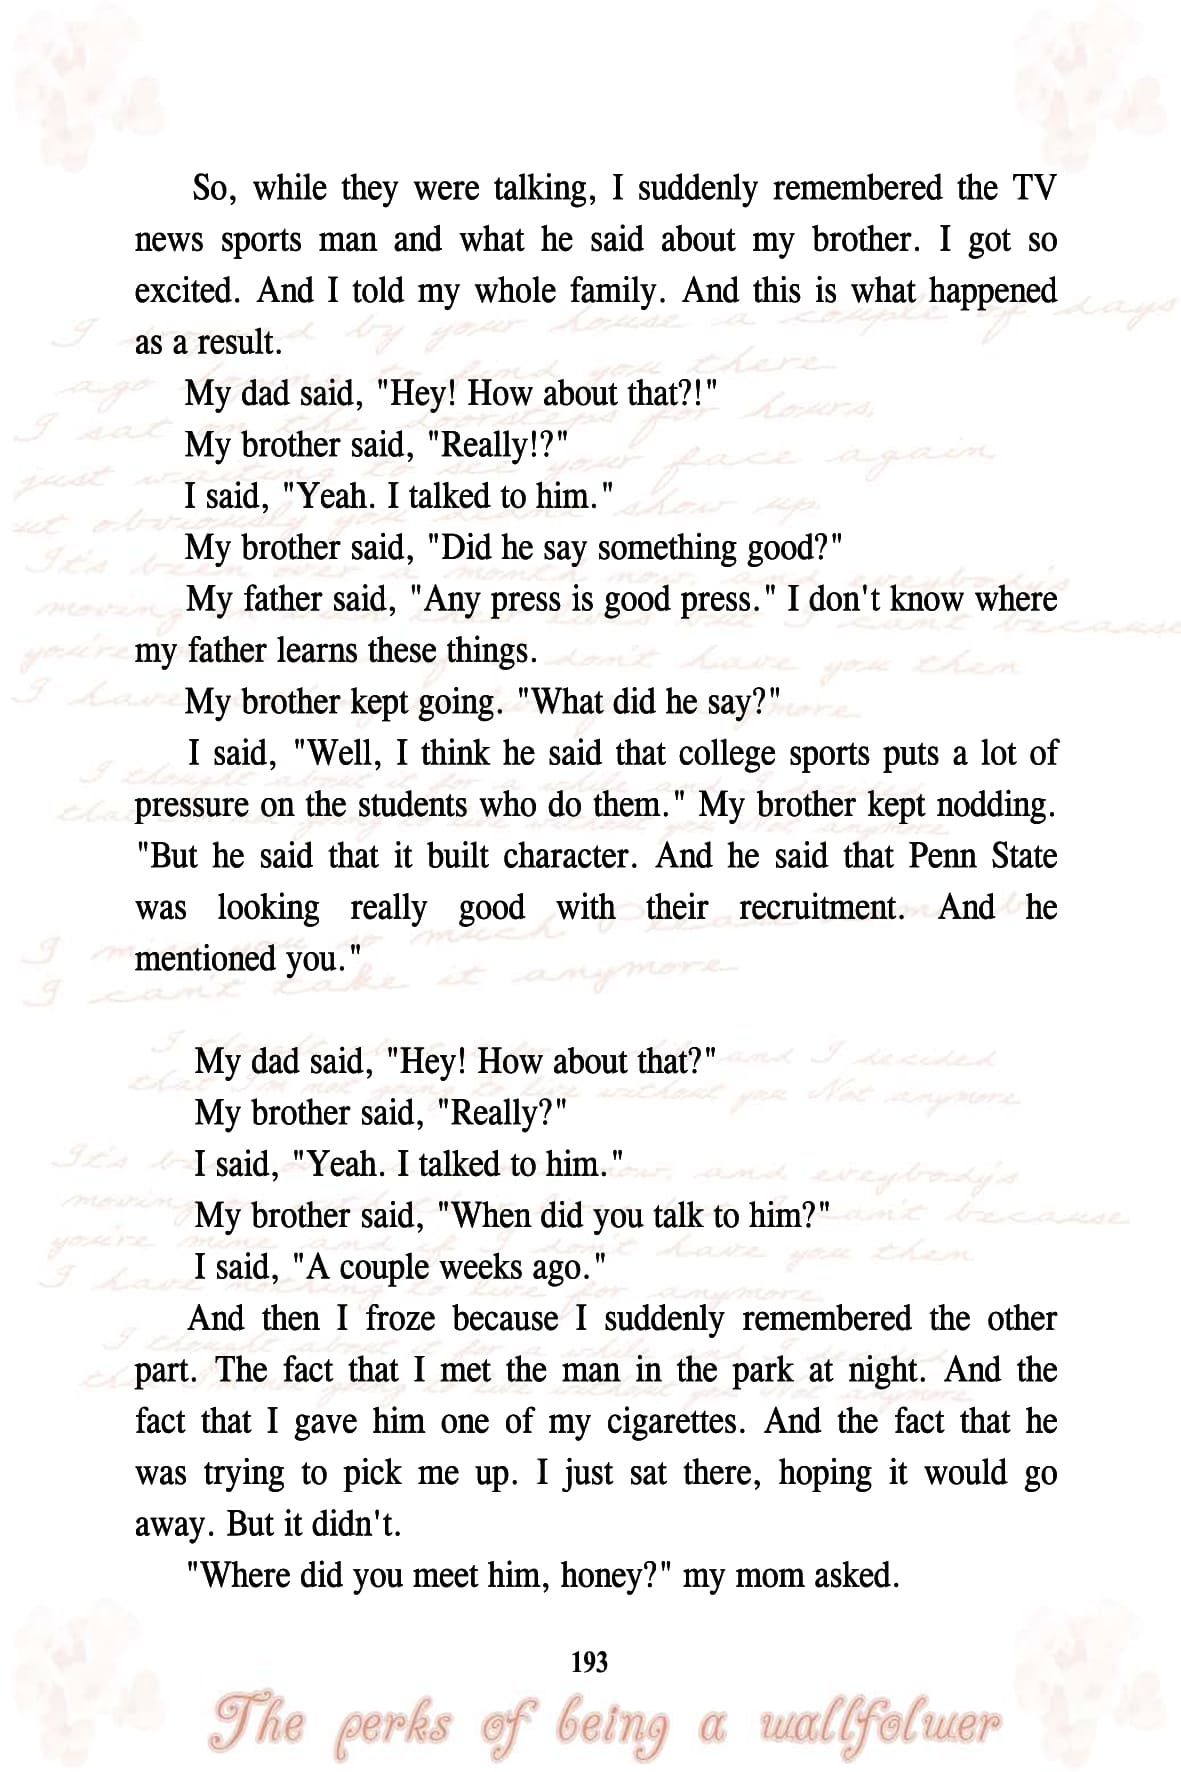 So, while they were talking, I suddenly remembered the TV
news sports man and what he said about my brother. I got so
excited. And I told my whole family. And this is what happened
as a result.
My dad said, "Hey! How about that?!"
My brother said, "Really!?"
I said, "Yeah. I talked to him."
My brother said, "Did he say something good?"
My father said, "Any press is good press." I don't know where
my father learns these things.
My brother kept going. "What did he say?"
I said, "Well, I think he said that college sports puts a lot of
pressure on the students who do them." My brother kept nodding.
"But he said that it built character. And he said that Penn State
was looking really good with their recruitment. And he
mentioned you."
My dad said, "Hey! How about that?"
My brother said, "Really?"
I said, "Yeah. I talked to him."
My brother said, "When did you talk to him?"
I said, "A couple weeks ago."
And then I froze because I suddenly remembered the other
part. The fact that I met the man in the park at night. And the
fact that I gave him one of my cigarettes. And the fact that he
was trying to pick me up. I just sat there, hoping it would go
away. But it didn't.
"Where did you meet him, honey?" my mom asked.
193
The perks of being a wallfolwer